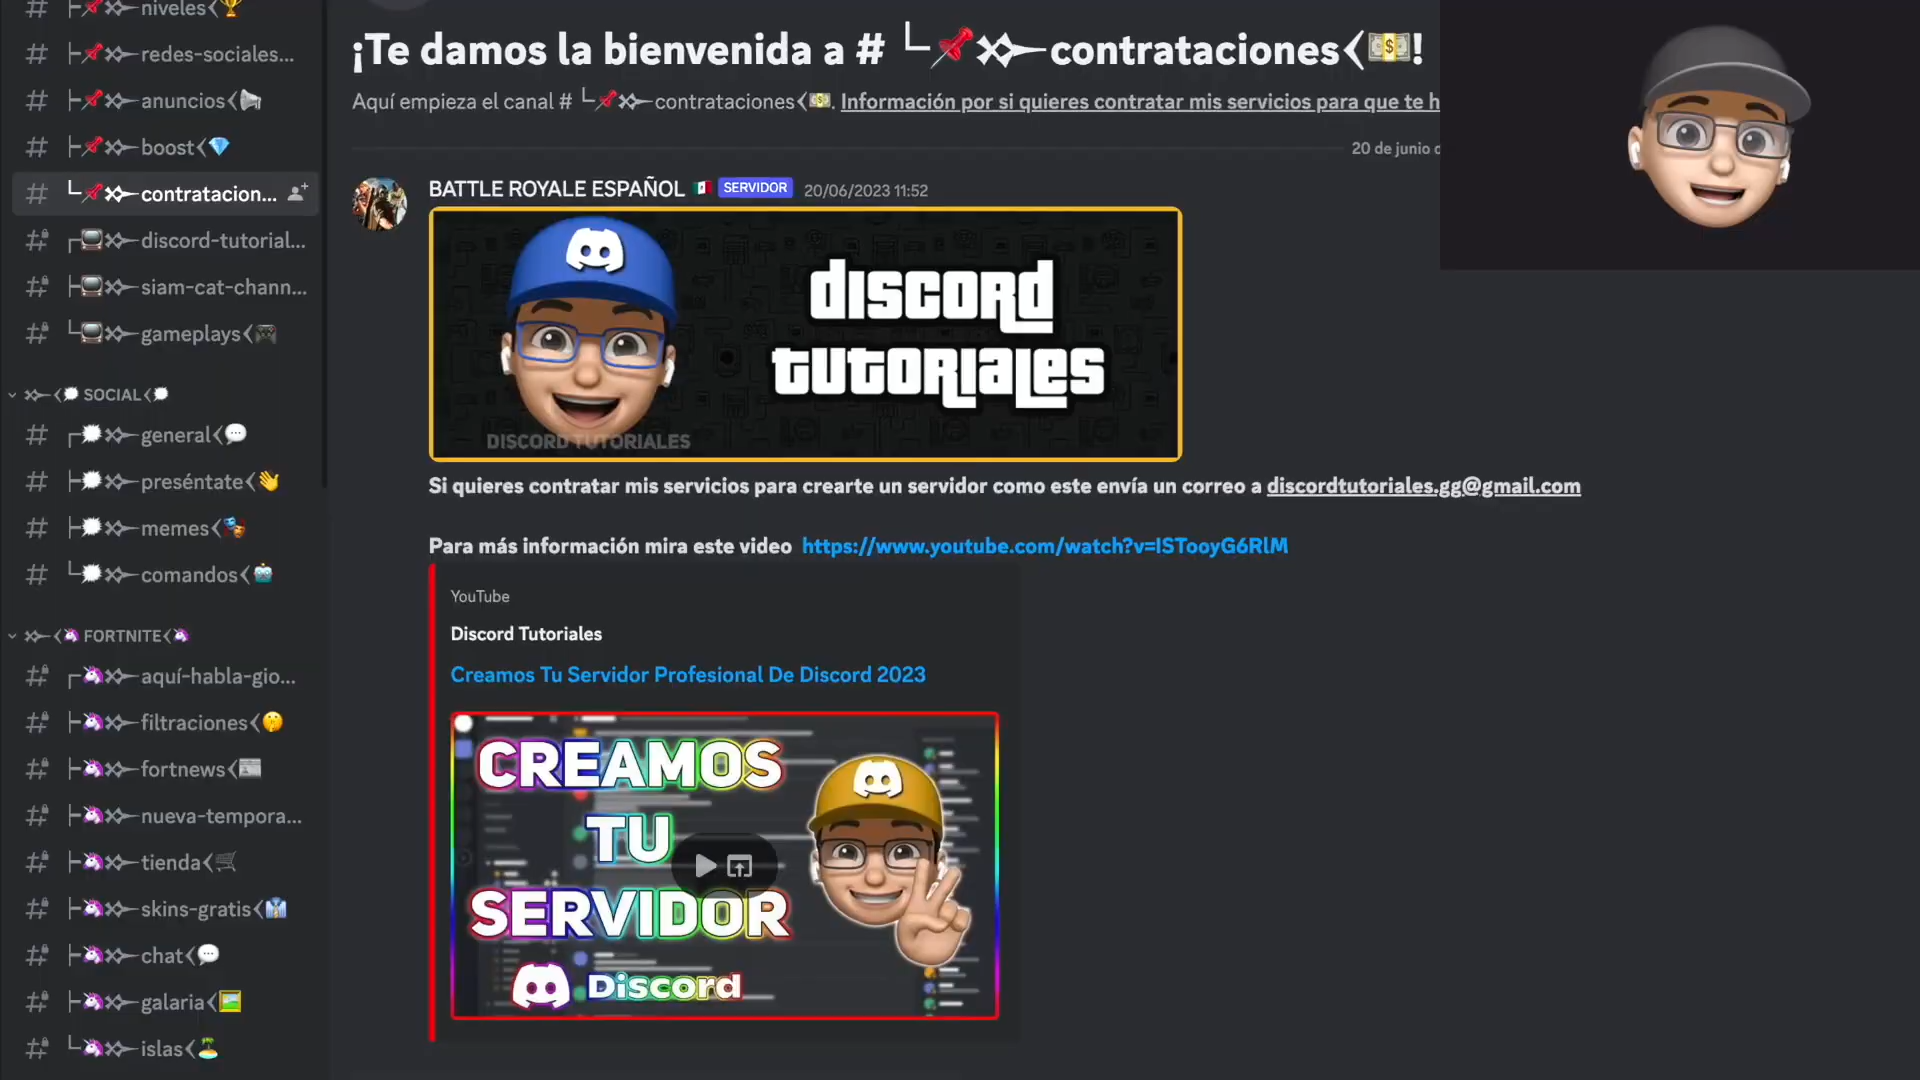 niveles
redes-sociales...
anuncios
boost
contratacion...
discord-tutorial...
siam-cat-chann...
gameplays
SOCIAL
general
preséntate
memes
comandos
FORTNITE
aquí-habla-gio...
filtraciones
fortnews
nueva-tempora...
tienda
skins-gratis
chat
galaria
islas
¡Te damos la bienvenida a # └📌contrataciones💵!
Aquí empieza el canal # └📌contrataciones💵. Información por si quieres contratar mis servicios para que te h
20 de junio
BATTLE ROYALE ESPAÑOL 🇲🇽 SERVIDOR 20/06/2023 11:52
DISCORD
TUTORIALES
DISCORD TUTORIALES
Si quieres contratar mis servicios para crearte un servidor como este envía un correo a discordtutoriales.gg@gmail.com
Para más información mira este video https://www.youtube.com/watch?v=ISTooyG6RlM
YouTube
Discord Tutoriales
Creamos Tu Servidor Profesional De Discord 2023
CREAMOS
TU
SERVIDOR
Discord